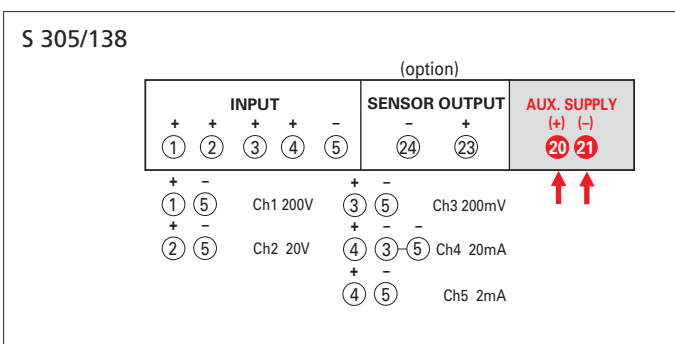 S 305/138
(option)
INPUT SENSOR OUTPUT AUX. SUPPLY
+ + + + − − + (+) (−)
1 2 3 4 5 24 23 20 21
+ − + −
1 5 Ch1 200V 3 5 Ch3 200mV
+ − + − −
2 5 Ch2 20V 4 3 5 Ch4 20mA
+ −
4 5 Ch5 2mA